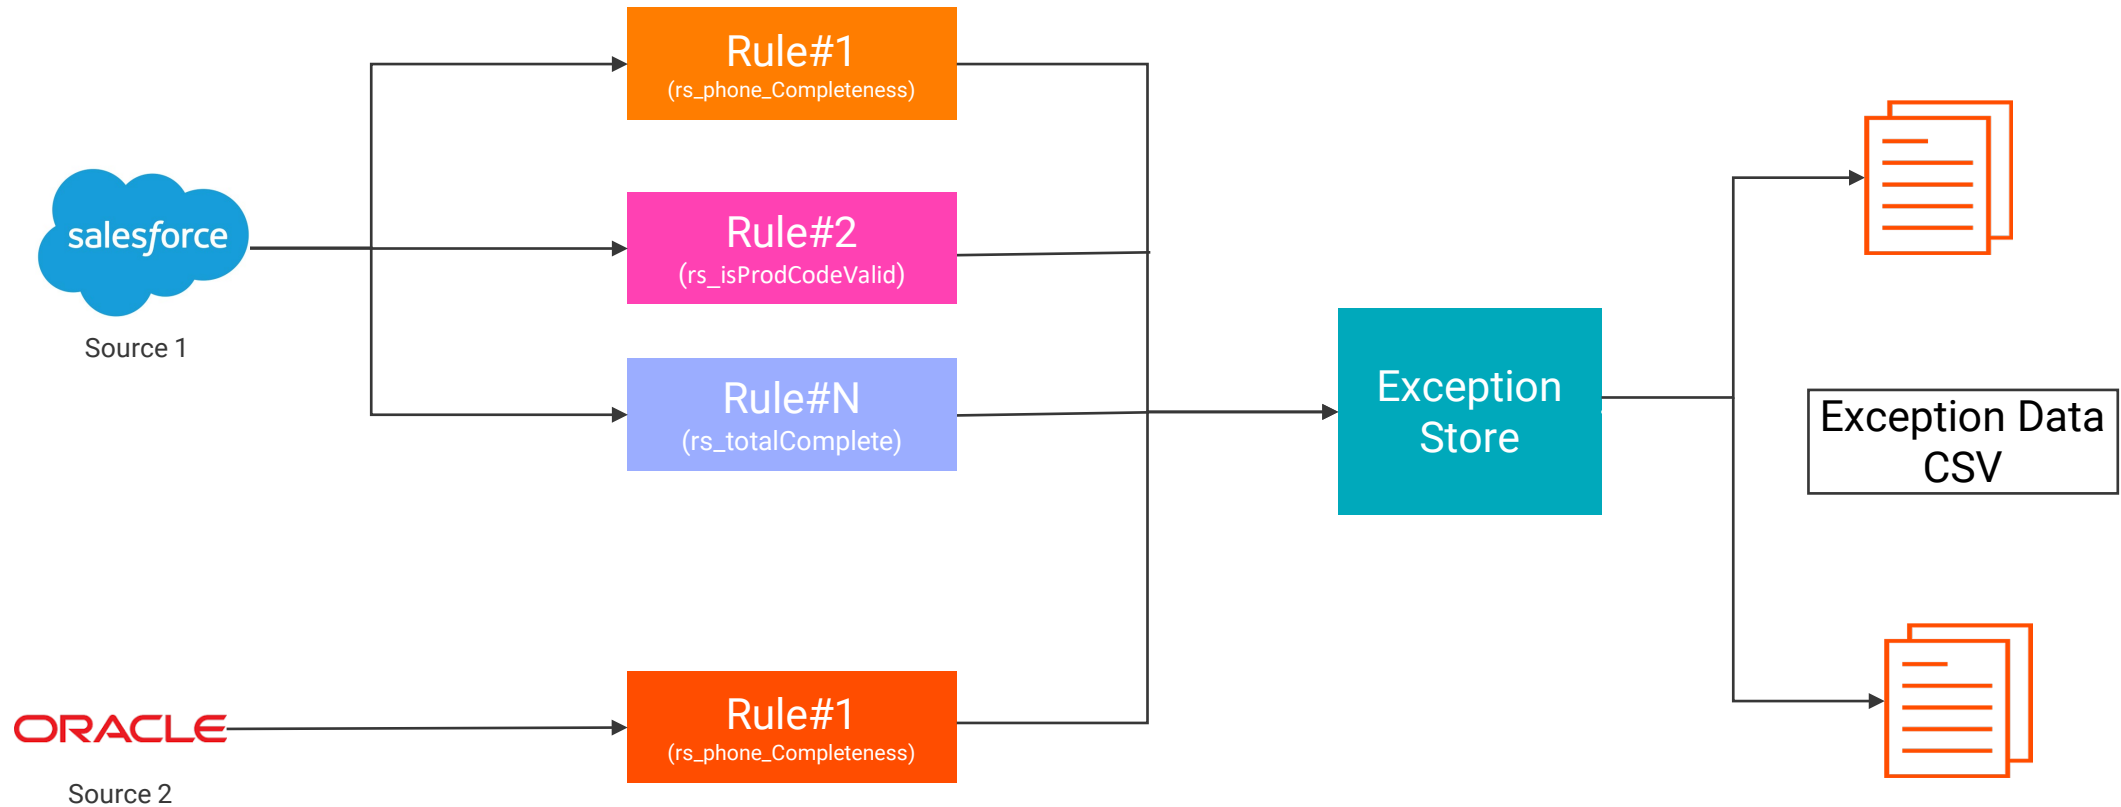 Rule#1
(rs_phone_Completeness)
salesforce
Source 1
Rule#2
(rs_isProdCodeValid)
Rule#N
(rs_totalComplete)
Exception
Store
Exception Data
CSV
ORACLE
Source 2
Rule#1
(rs_phone_Completeness)